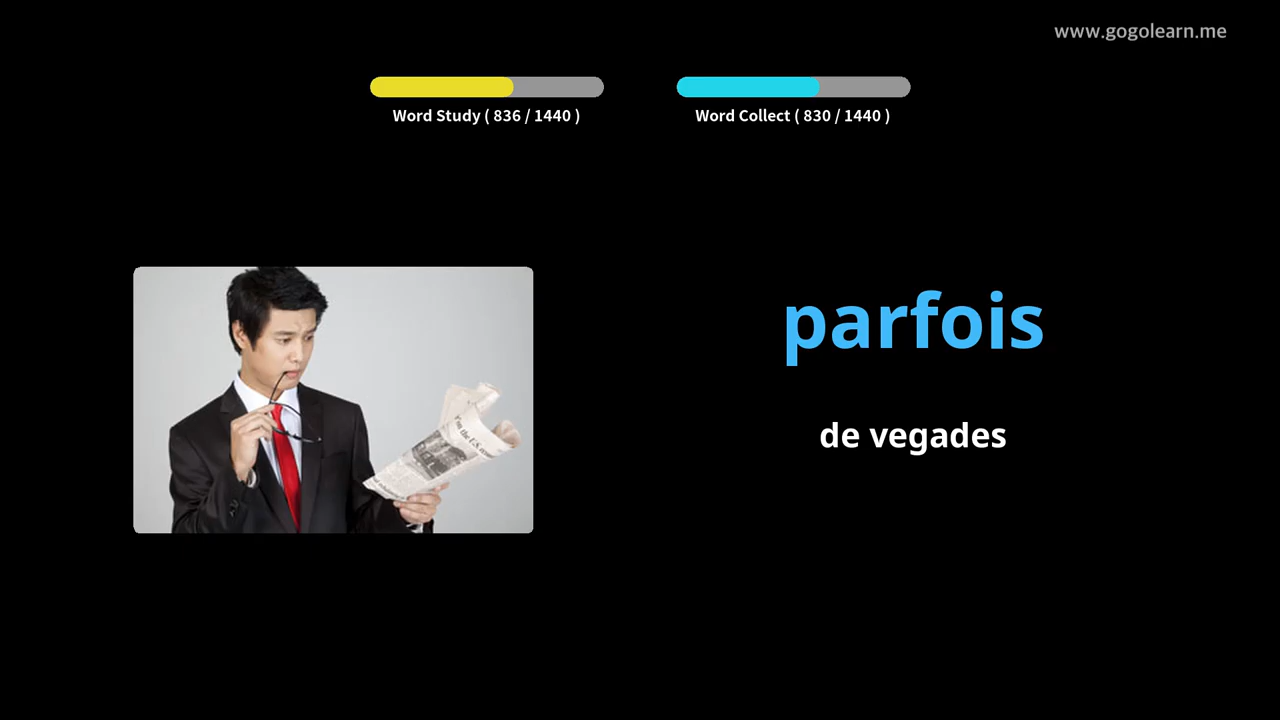 www.gogolearn.me
Word Study ( 836 / 1440 )
Word Collect ( 830 / 1440 )
parfois
de vegades